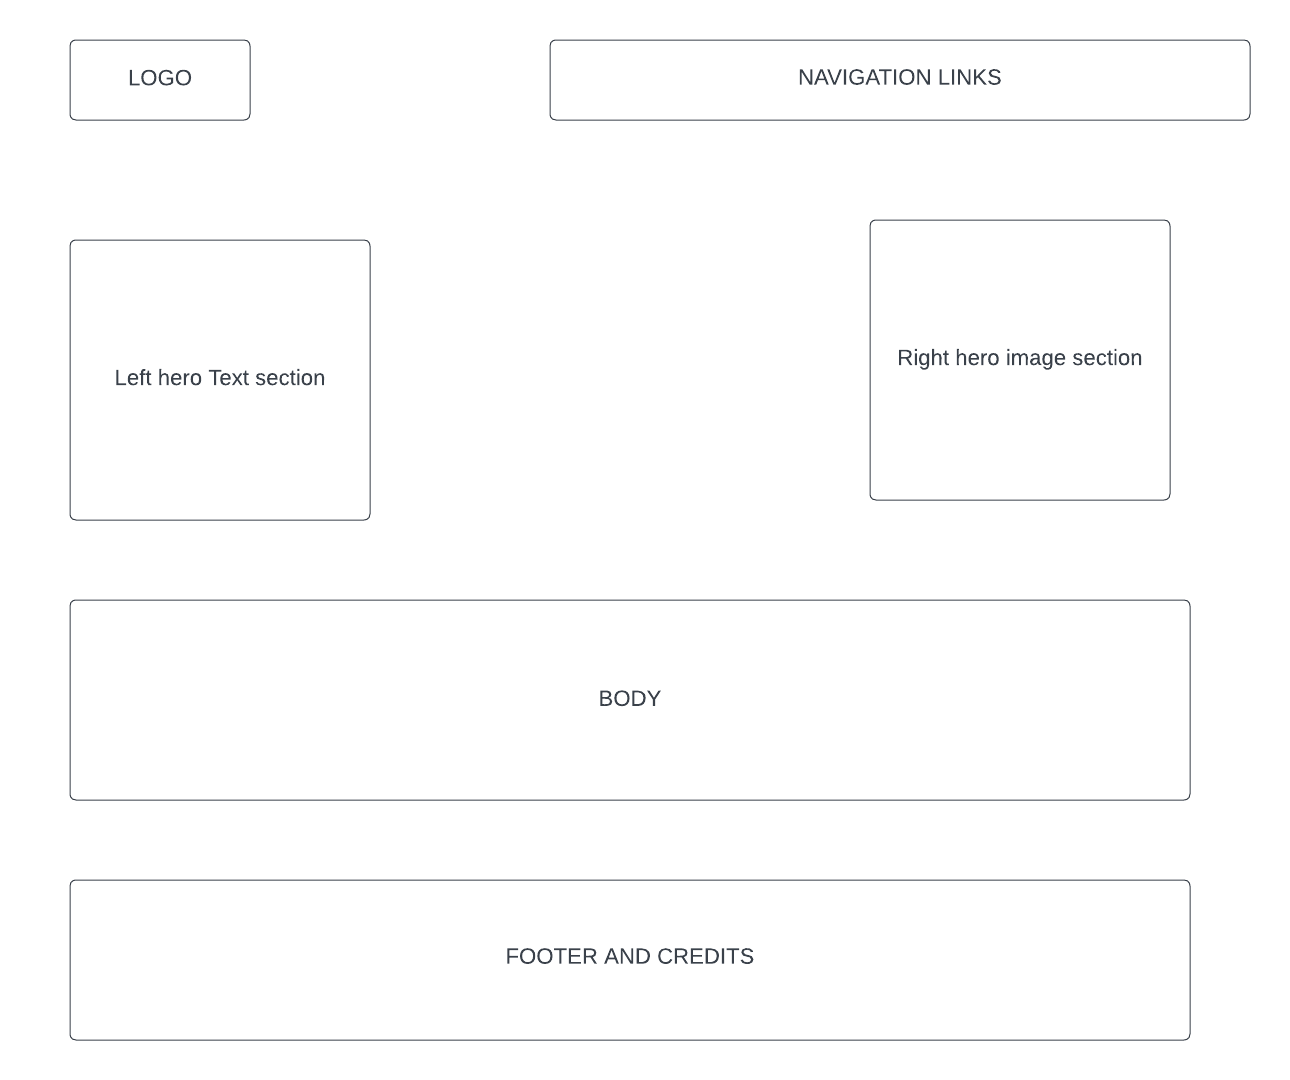 LOGO
NAVIGATION LINKS
Left hero Text section
Right hero image section
BODY
FOOTER AND CREDITS